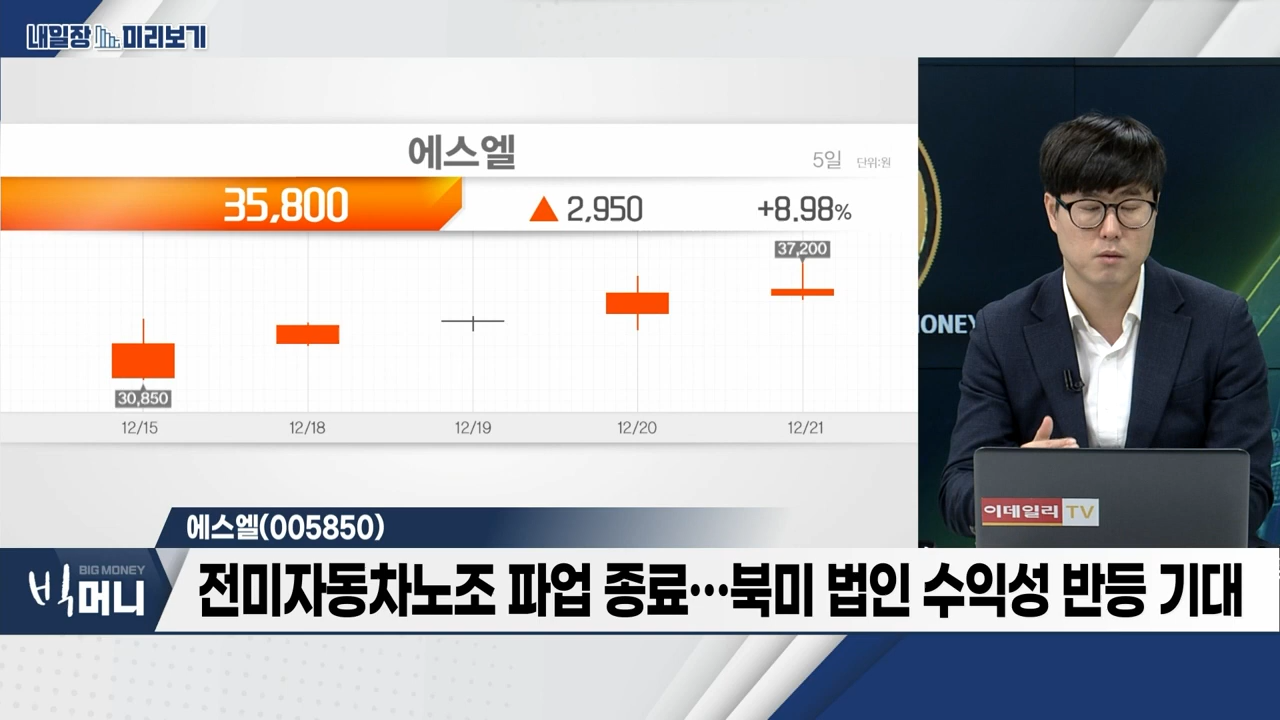 내일장 미리보기
에스엘
5일 단위:원
35,800 ▲ 2,950 +8.98%
37,200
30,850
12/15 12/18 12/19 12/20 12/21
ONEY
이데일리 TV
에스엘(005850)
BIG MONEY
빅머니
전미자동차노조 파업 종료…북미 법인 수익성 반등 기대